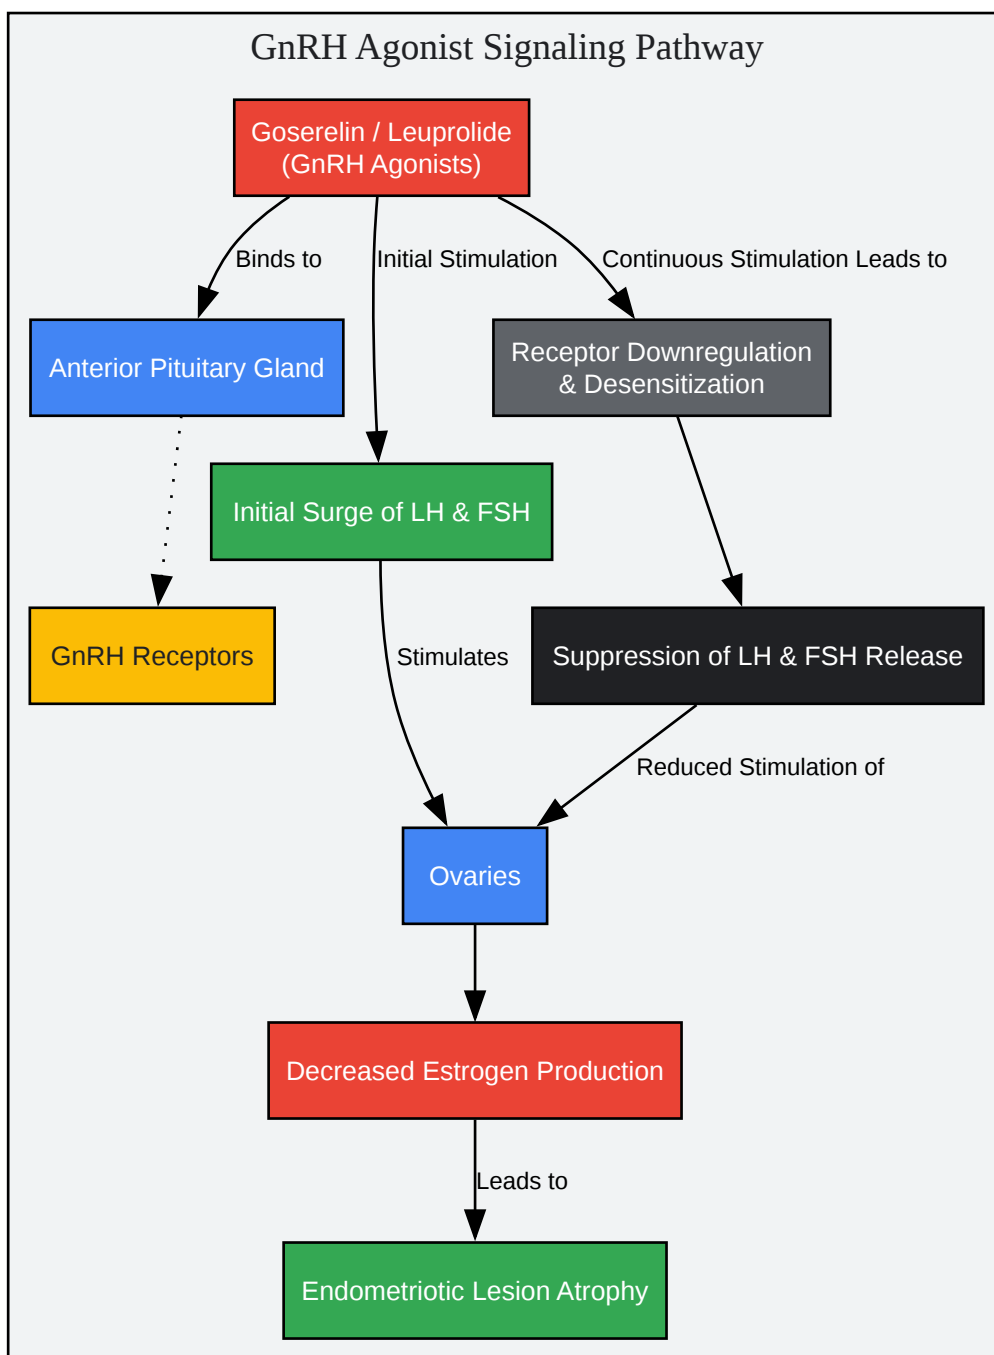 GnRH Agonist Signaling Pathway
Goserelin / Leuprolide
(GnRH Agonists)
Binds to
Initial Stimulation
Continuous Stimulation Leads to
Anterior Pituitary Gland
Receptor Downregulation
& Desensitization
Initial Surge of LH & FSH
GnRH Receptors
Stimulates
Suppression of LH & FSH Release
Reduced Stimulation of
Ovaries
Decreased Estrogen Production
Leads to
Endometriotic Lesion Atrophy